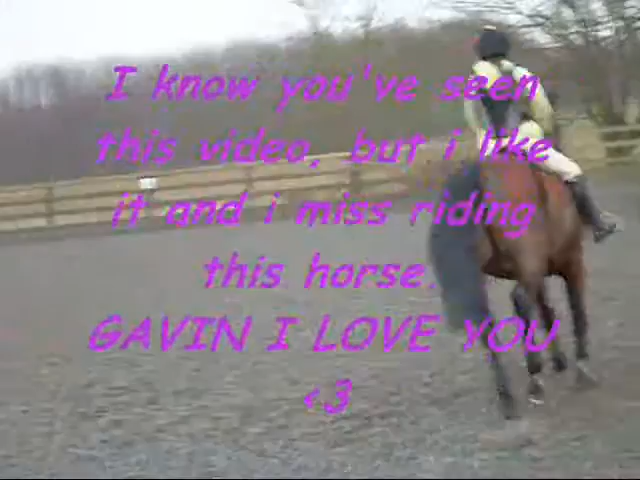 I know you've seen
this video, but i like
it and i miss riding
this horse.
GAVIN I LOVE YOU
<3